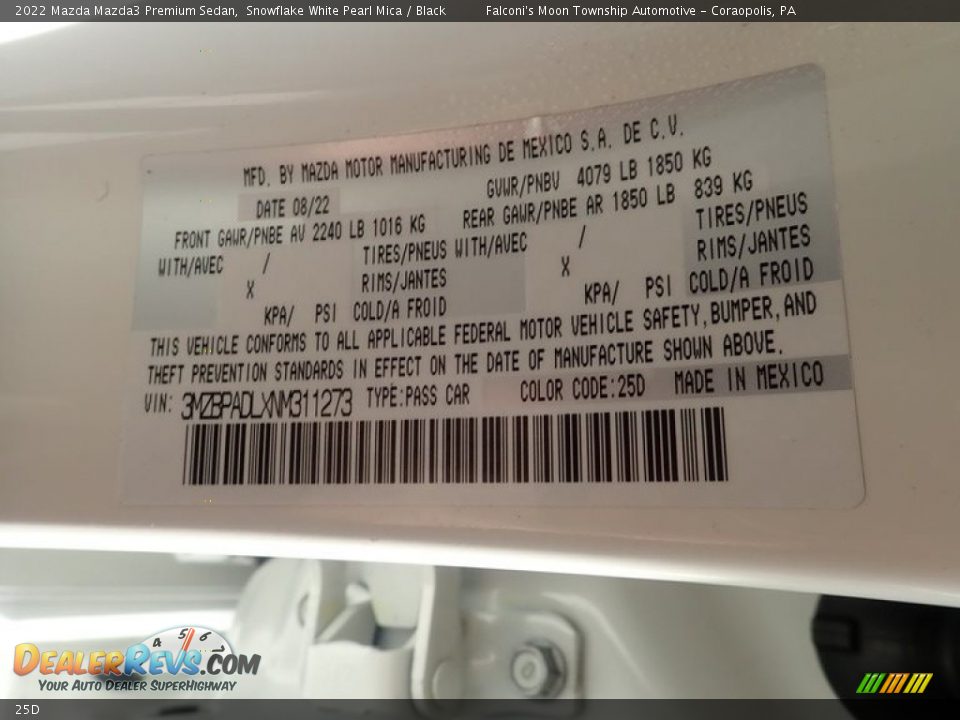 2022 Mazda Mazda3 Premium Sedan, Snowflake White Pearl Mica / Black Falconi's Moon Township Automotive - Coraopolis, PA
MFD. BY MAZDA MOTOR MANUFACTURING DE MEXICO S.A. DE C.V.
DATE 08/22 GVWR/PNBV 4079 LB 1850 KG
FRONT GAWR/PNBE AV 2240 LB 1016 KG REAR GAWR/PNBE AR 1850 LB 839 KG
WITH/AVEC / TIRES/PNEUS WITH/AVEC / TIRES/PNEUS
X RIMS/JANTES X RIMS/JANTES
KPA/ PSI COLD/A FROID KPA/ PSI COLD/A FROID
THIS VEHICLE CONFORMS TO ALL APPLICABLE FEDERAL MOTOR VEHICLE SAFETY, BUMPER, AND
THEFT PREVENTION STANDARDS IN EFFECT ON THE DATE OF MANUFACTURE SHOWN ABOVE.
VIN: 3MZBPADLXNM311273 TYPE:PASS CAR COLOR CODE:25D MADE IN MEXICO
4 5 6
DEALERREVS.COM
YOUR AUTO DEALER SUPERHIGHWAY
25D